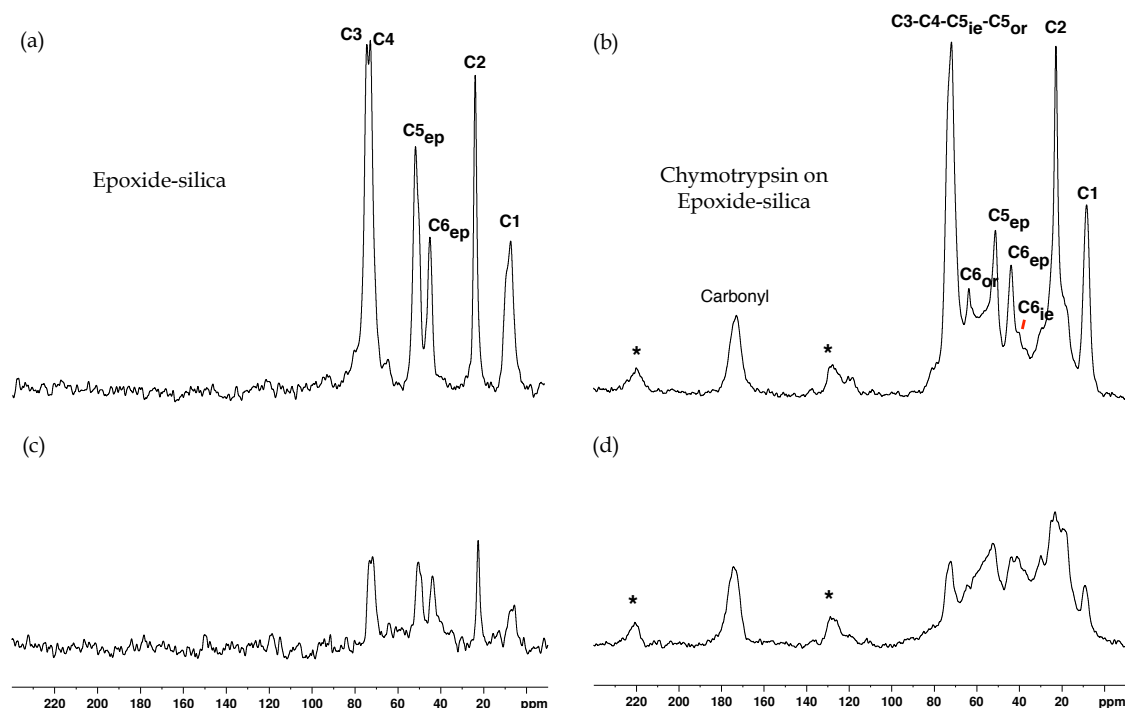 (a)
C3
C4
C2
C5ep
C6ep
C1
Epoxide-silica
(b)
C3-C4-C5ie-C5or
C2
C1
C5ep
C6or
C6ep
C6ie
Chymotrypsin on
Epoxide-silica
Carbonyl
*
*
(c)
220 200 180 160 140 120 100 80 60 40 20 ppm
(d)
*
*
220 200 180 160 140 120 100 80 60 40 20 ppm